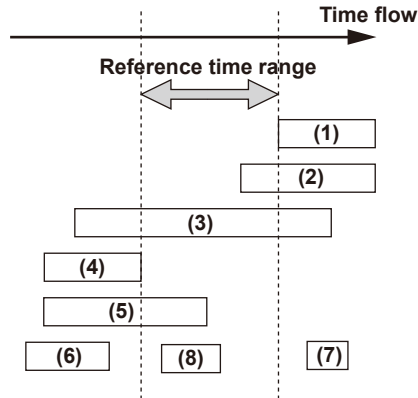 Time flow
Reference time range
(1)
(2)
(3)
(4)
(5)
(6) (8) (7)